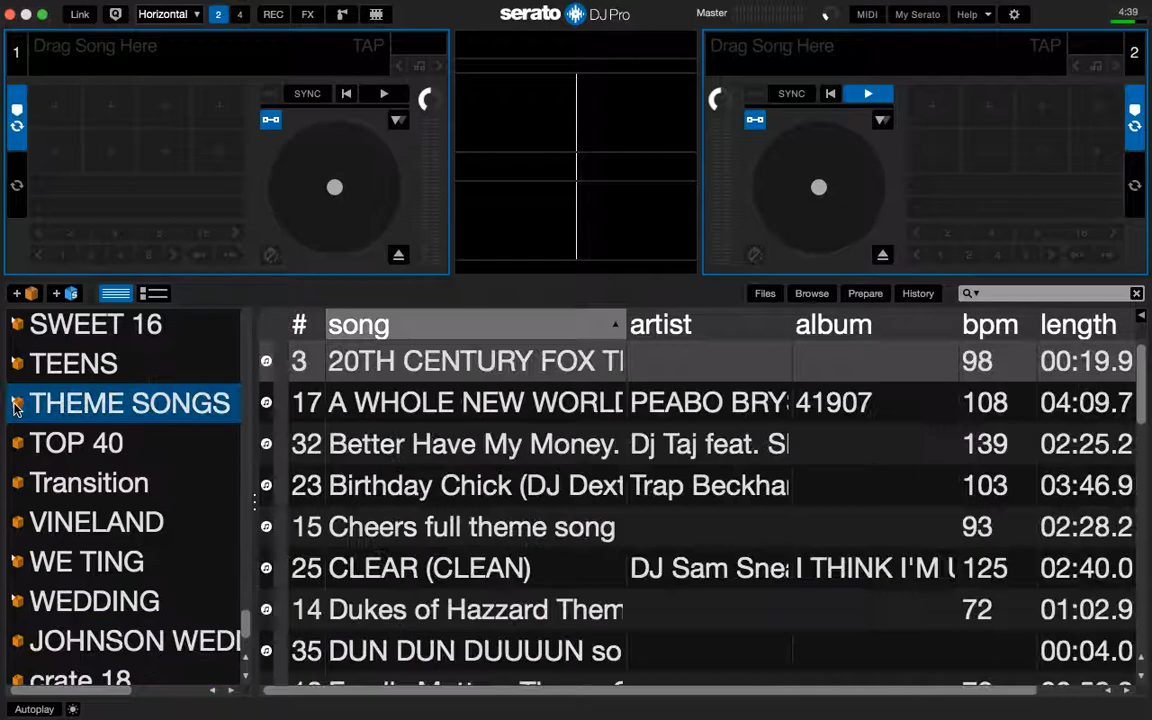 Link Horizontal 2 4 REC FX serato DJ Pro Master MIDI My Serato Help 4:39
1 Drag Song Here TAP
Drag Song Here TAP 2
SYNC
SYNC
Files Browse Prepare History
SWEET 16
TEENS
THEME SONGS
TOP 40
Transition
VINELAND
WE TING
WEDDING
JOHNSON WEDI
crate 18
# song artist album bpm length
3 20TH CENTURY FOX TI 98 00:19.9
17 A WHOLE NEW WORLD PEABO BRY 41907 108 04:09.7
32 Better Have My Money. Dj Taj feat. SI 139 02:25.2
23 Birthday Chick (DJ Dext Trap Beckhai 103 03:46.9
15 Cheers full theme song 93 02:28.2
25 CLEAR (CLEAN) DJ Sam Snea I THINK I'M U 125 02:40.0
14 Dukes of Hazzard Them 72 01:02.9
35 DUN DUN DUUUUN so 00:04.0
Autoplay